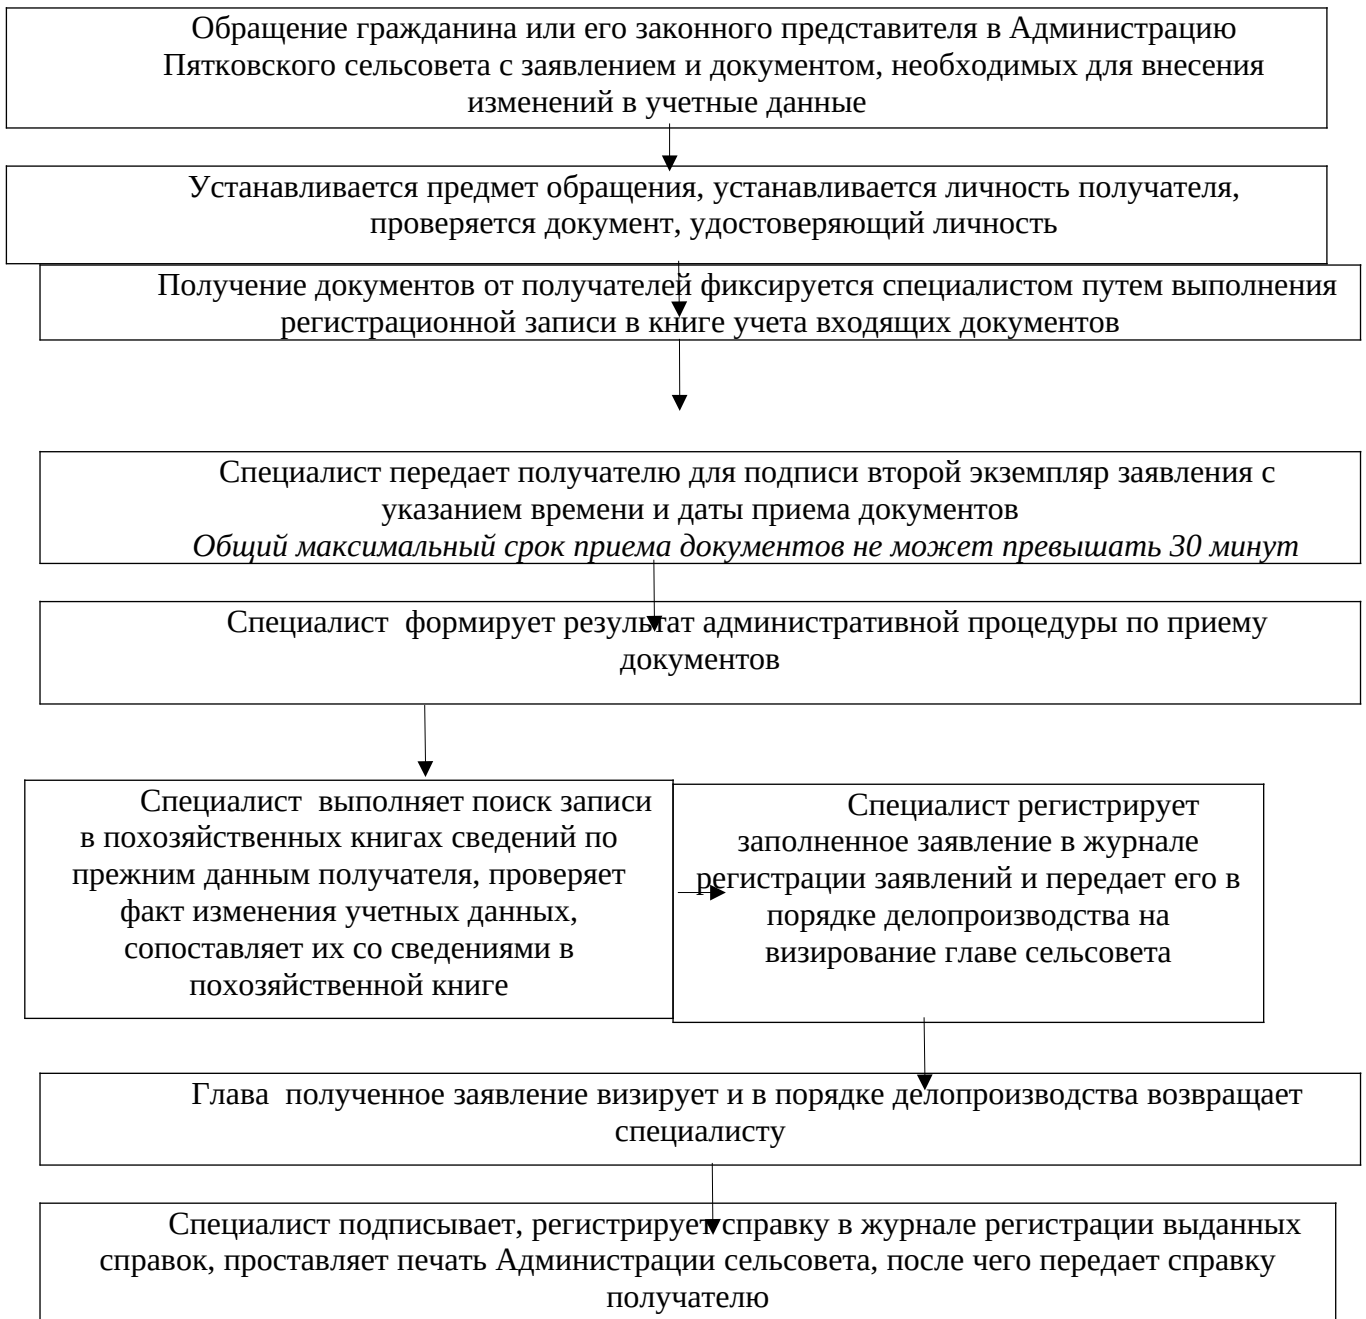 Обращение гражданина или его законного представителя в Администрацию
Пятковского сельсовета с заявлением и документом, необходимых для внесения
изменений в учетные данные
Устанавливается предмет обращения, устанавливается личность получателя,
проверяется документ, удостоверяющий личность
Получение документов от получателей фиксируется специалистом путем выполнения
регистрационной записи в книге учета входящих документов
Специалист передает получателю для подписи второй экземпляр заявления с
указанием времени и даты приема документов
Общий максимальный срок приема документов не может превышать 30 минут
Специалист формирует результат административной процедуры по приему
документов
Специалист выполняет поиск записи
в похозяйственных книгах сведений по
прежним данным получателя, проверяет
факт изменения учетных данных,
сопоставляет их со сведениями в
похозяйственной книге
Специалист регистрирует
заполненное заявление в журнале
регистрации заявлений и передает его в
порядке делопроизводства на
визирование главе сельсовета
Глава полученное заявление визирует и в порядке делопроизводства возвращает
специалисту
Специалист подписывает, регистрирует справку в журнале регистрации выданных
справок, проставляет печать Администрации сельсовета, после чего передает справку
получателю